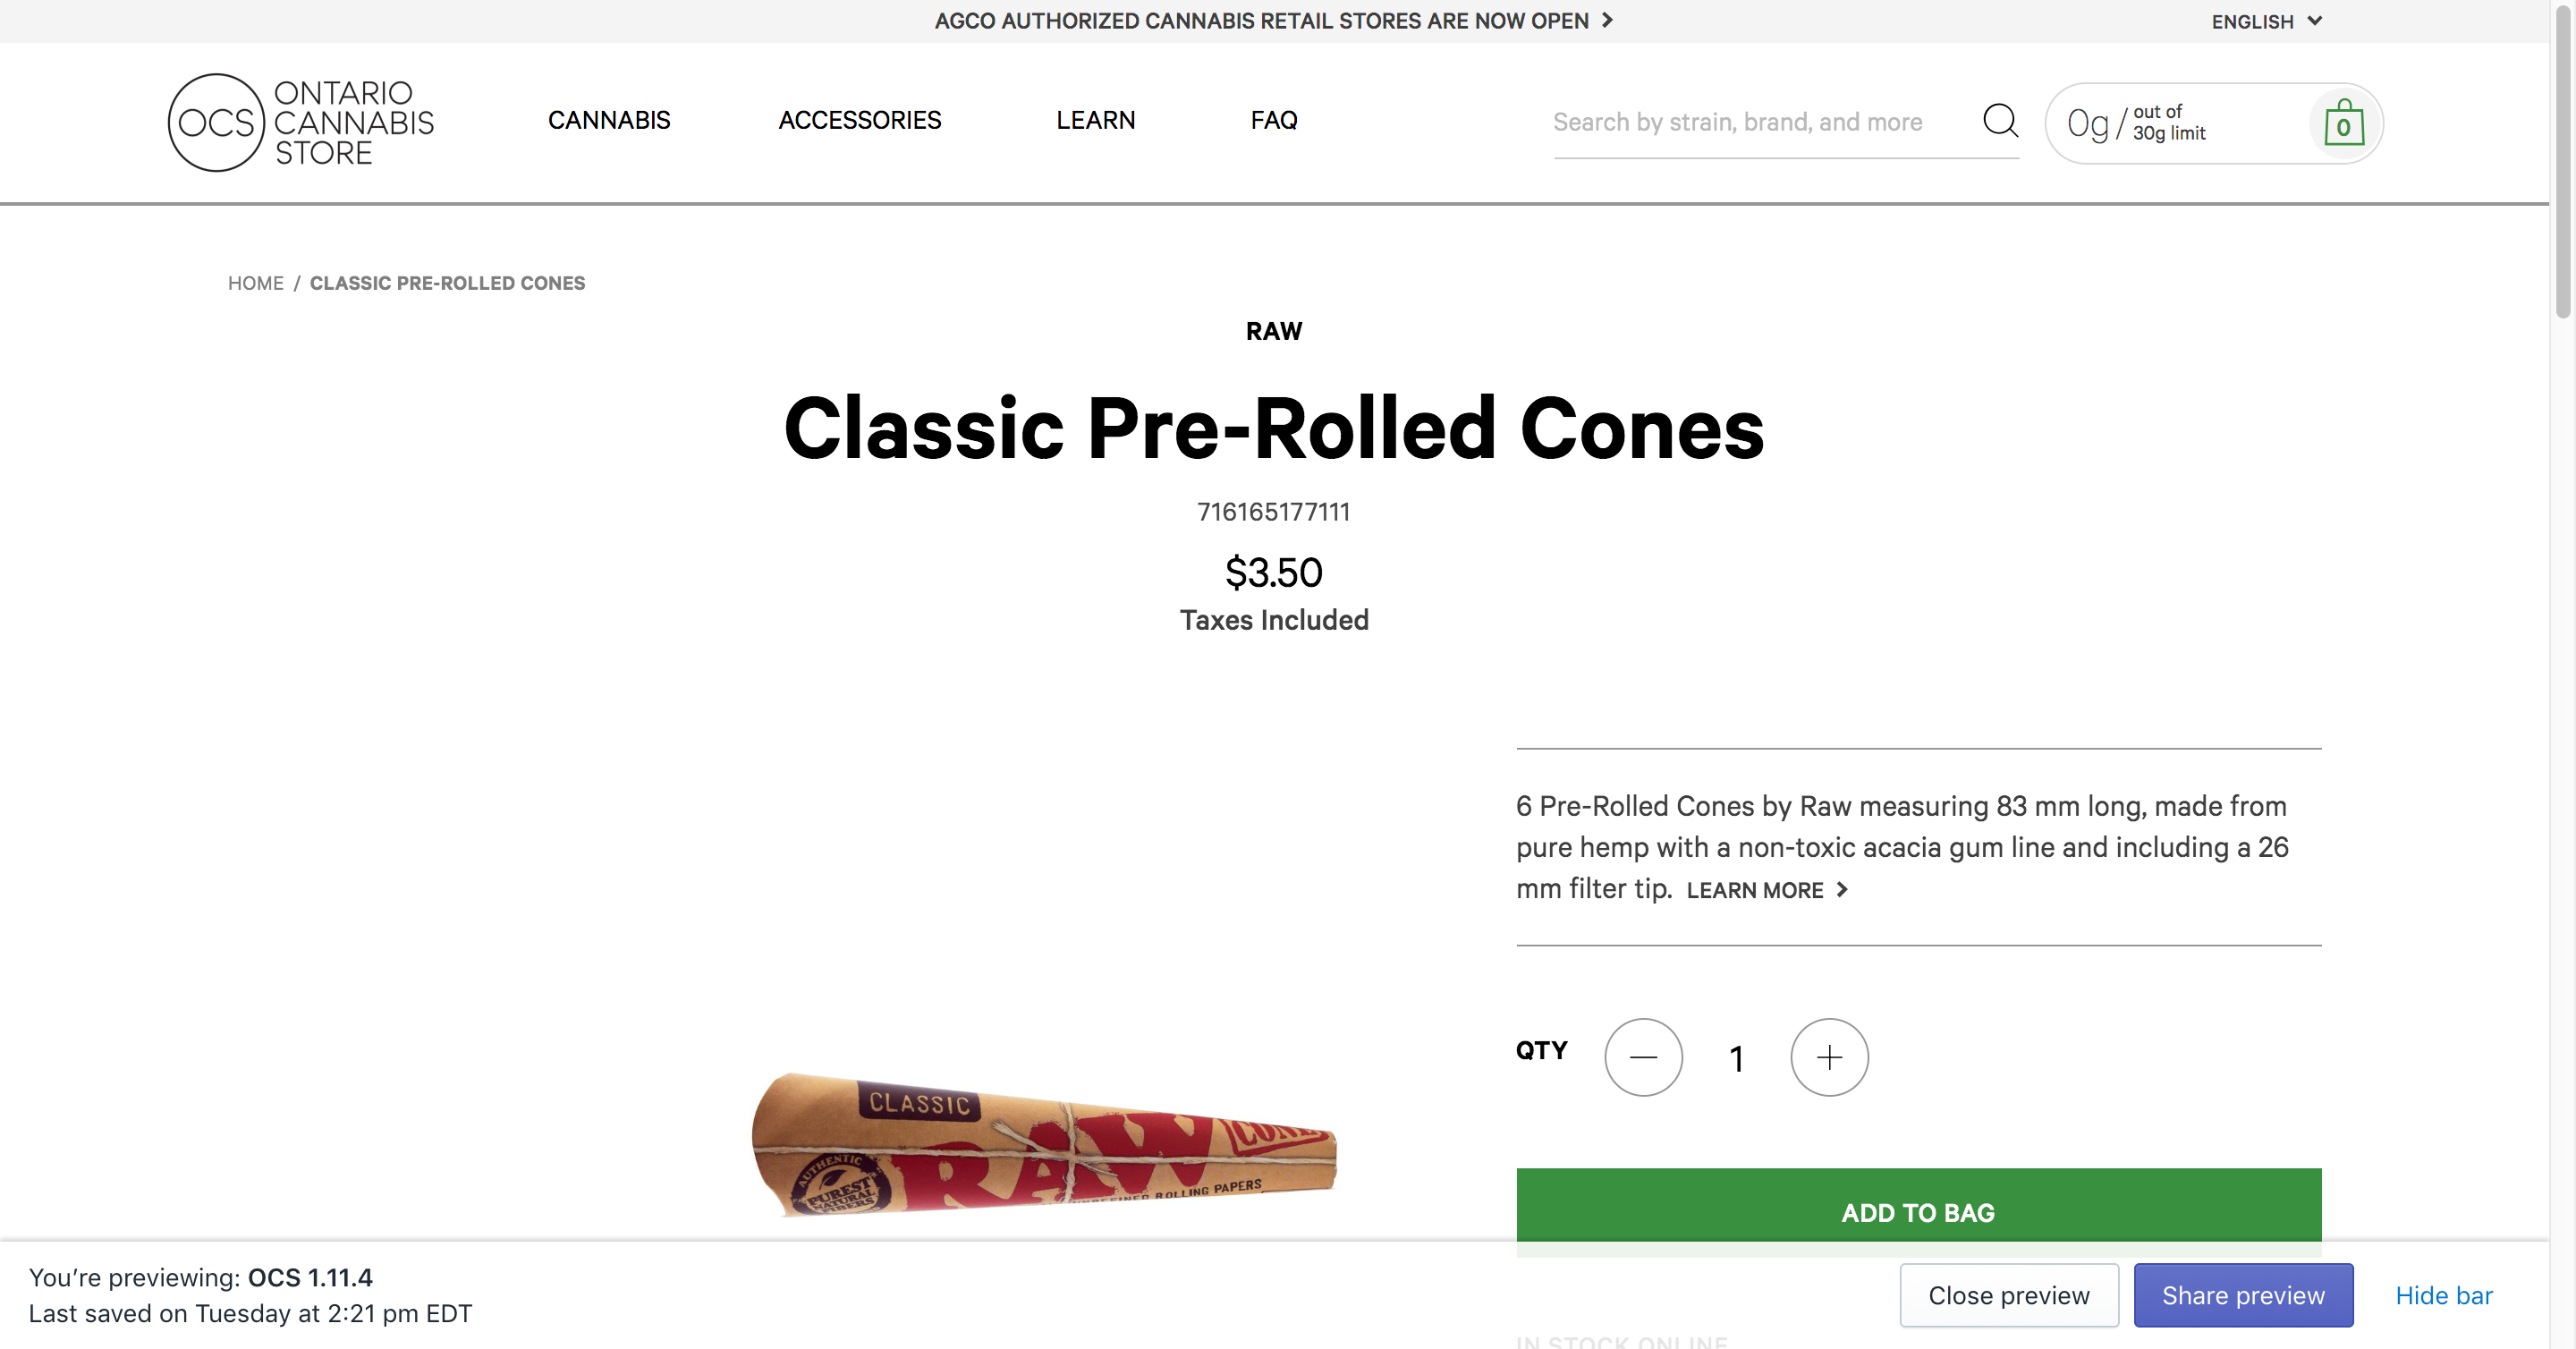 AGCO AUTHORIZED CANNABIS RETAIL STORES ARE NOW OPEN
ENGLISH
OCS ONTARIO CANNABIS STORE
CANNABIS
ACCESSORIES
LEARN
FAQ
Search by strain, brand, and more
0g / out of 30g limit
0
HOME / CLASSIC PRE-ROLLED CONES
RAW
Classic Pre-Rolled Cones
716165177111
$3.50
Taxes Included
6 Pre-Rolled Cones by Raw measuring 83 mm long, made from
pure hemp with a non-toxic acacia gum line and including a 26
mm filter tip. LEARN MORE
QTY
1
CLASSIC
RAW
CONE
AUTHENTIC
PUREST
NATURAL
FIBERS
ROLLING PAPERS
ADD TO BAG
You’re previewing: OCS 1.11.4
Last saved on Tuesday at 2:21 pm EDT
Close preview
Share preview
Hide bar
IN STOCK ONLINE